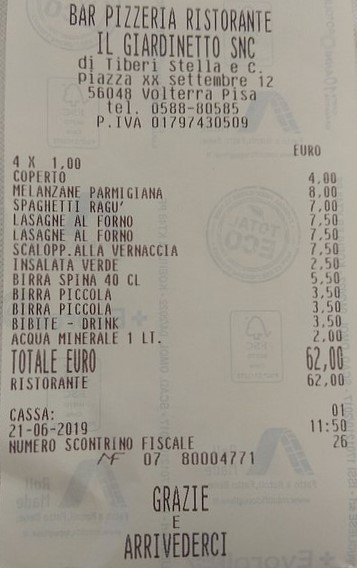 BAR PIZZERIA RISTORANTE
IL GIARDINETTO SNC
di Tiberi Stella e C.
Piazza XX settembre 12
56048 Volterra Pisa
tel. 0588-80585
P.IVA 01797430509
EURO
4 X 1,00
COPERTO 4,00
MELANZANE PARMIGIANA 8,00
SPAGHETTI RAGU' 7,00
LASAGNE AL FORNO 7,50
LASAGNE AL FORNO 7,50
SCALOPP.ALLA VERNACCIA 7,50
INSALATA VERDE 2,50
BIRRA SPINA 40 CL 5,50
BIRRA PICCOLA 3,50
BIRRA PICCOLA 3,50
BIBITE - DRINK 3,50
ACQUA MINERALE 1 LT. 2,00
TOTALE EURO 62,00
RISTORANTE 62,00
CASSA: 01
21-06-2019 11:50
NUMERO SCONTRINO FISCALE 26
MF 07 80004771
GRAZIE
E
ARRIVEDERCI